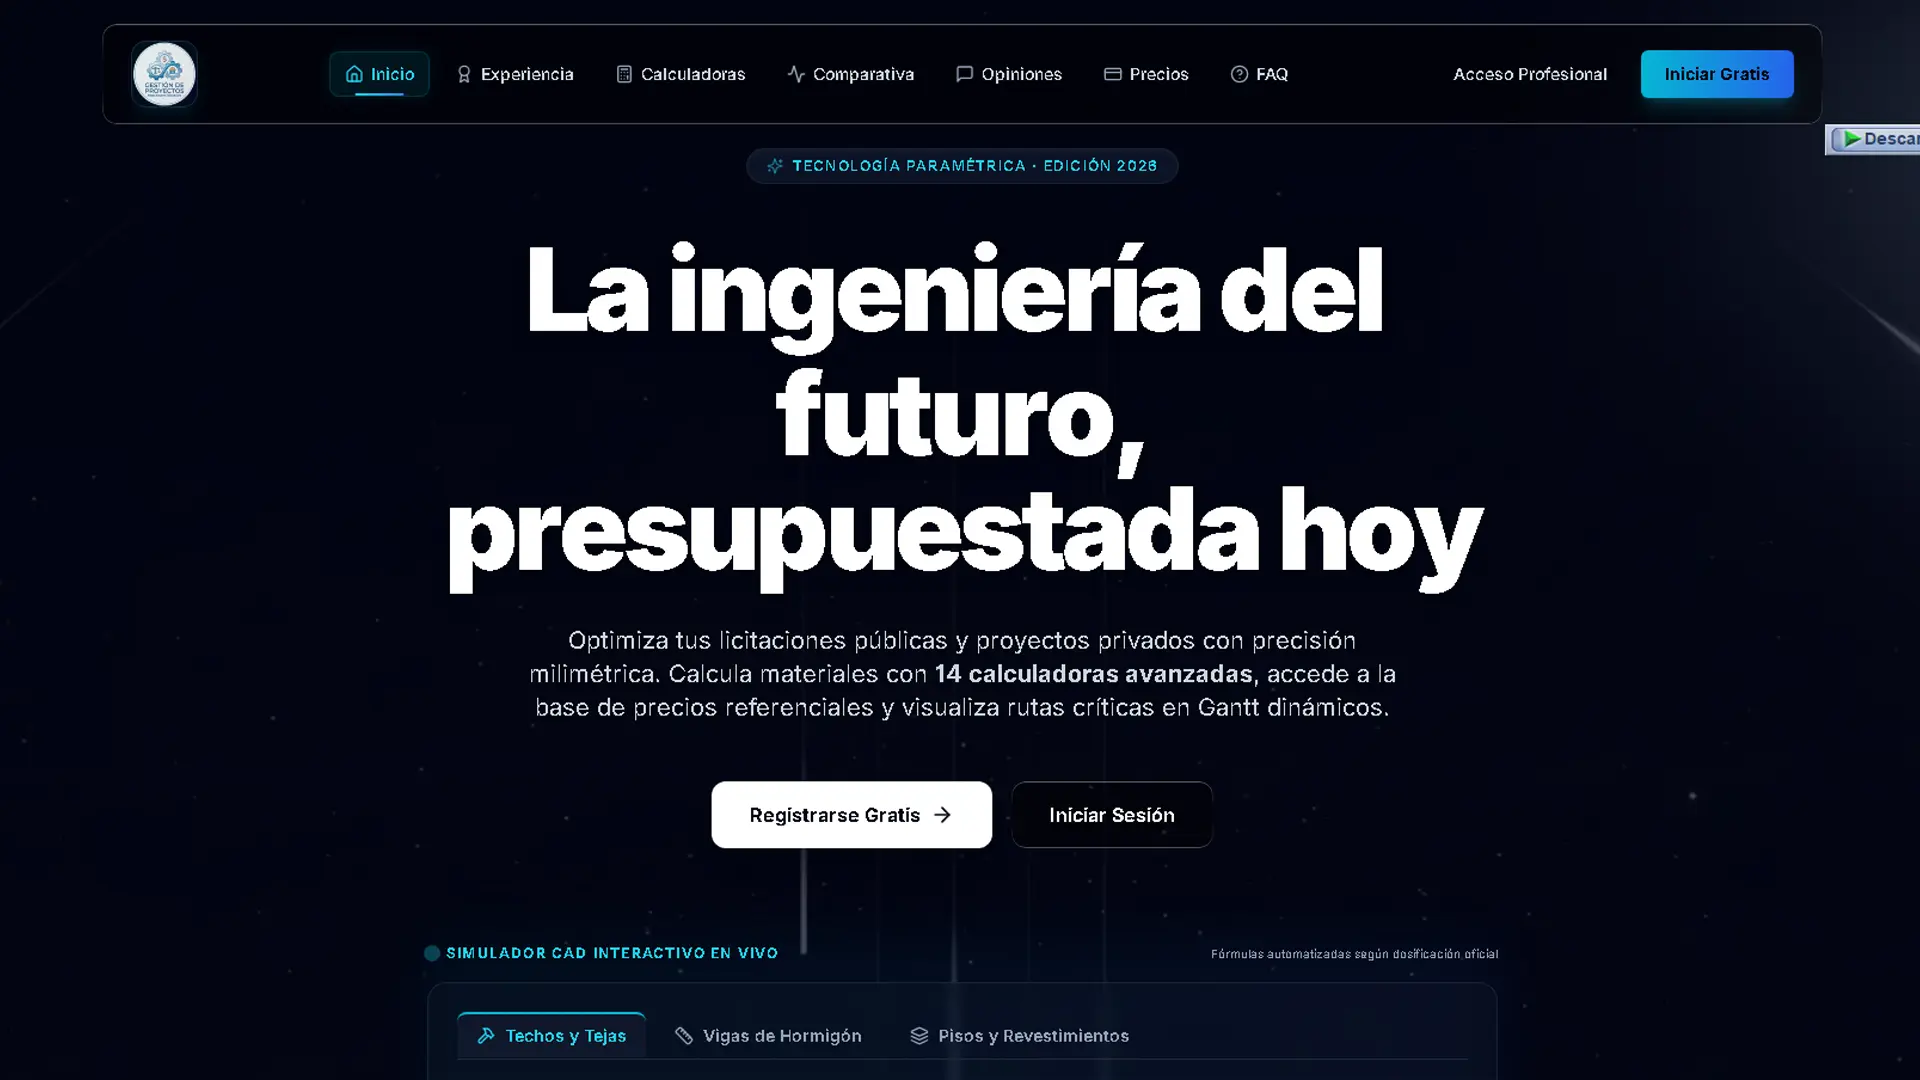 GESTIÓN DE
PROYECTOS
Inicio
Experiencia
Calculadoras
Comparativa
Opiniones
Precios
FAQ
Acceso Profesional
Iniciar Gratis
Descar
TECNOLOGÍA PARAMÉTRICA · EDICIÓN 2026
La ingeniería del
futuro,
presupuestada hoy
Optimiza tus licitaciones públicas y proyectos privados con precisión
milimétrica. Calcula materiales con 14 calculadoras avanzadas, accede a la
base de precios referenciales y visualiza rutas críticas en Gantt dinámicos.
Registrarse Gratis →
Iniciar Sesión
SIMULADOR CAD INTERACTIVO EN VIVO
Fórmulas automatizadas según dosificación oficial
Techos y Tejas
Vigas de Hormigón
Pisos y Revestimientos